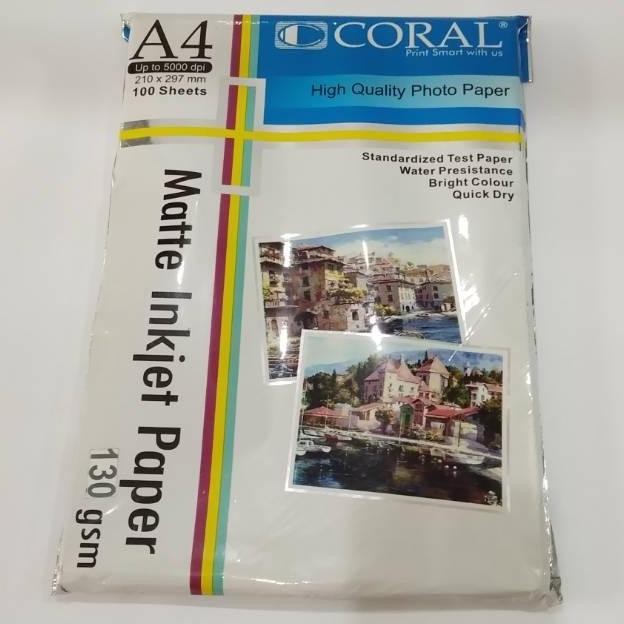 A4
Up to 5000 dpi
210 x 297 mm
100 Sheets
CORAL®
Print Smart with us
High Quality Photo Paper
Standardized Test Paper
Water Presistance
Bright Colour
Quick Dry
Matte Inkjet Paper
130 gsm